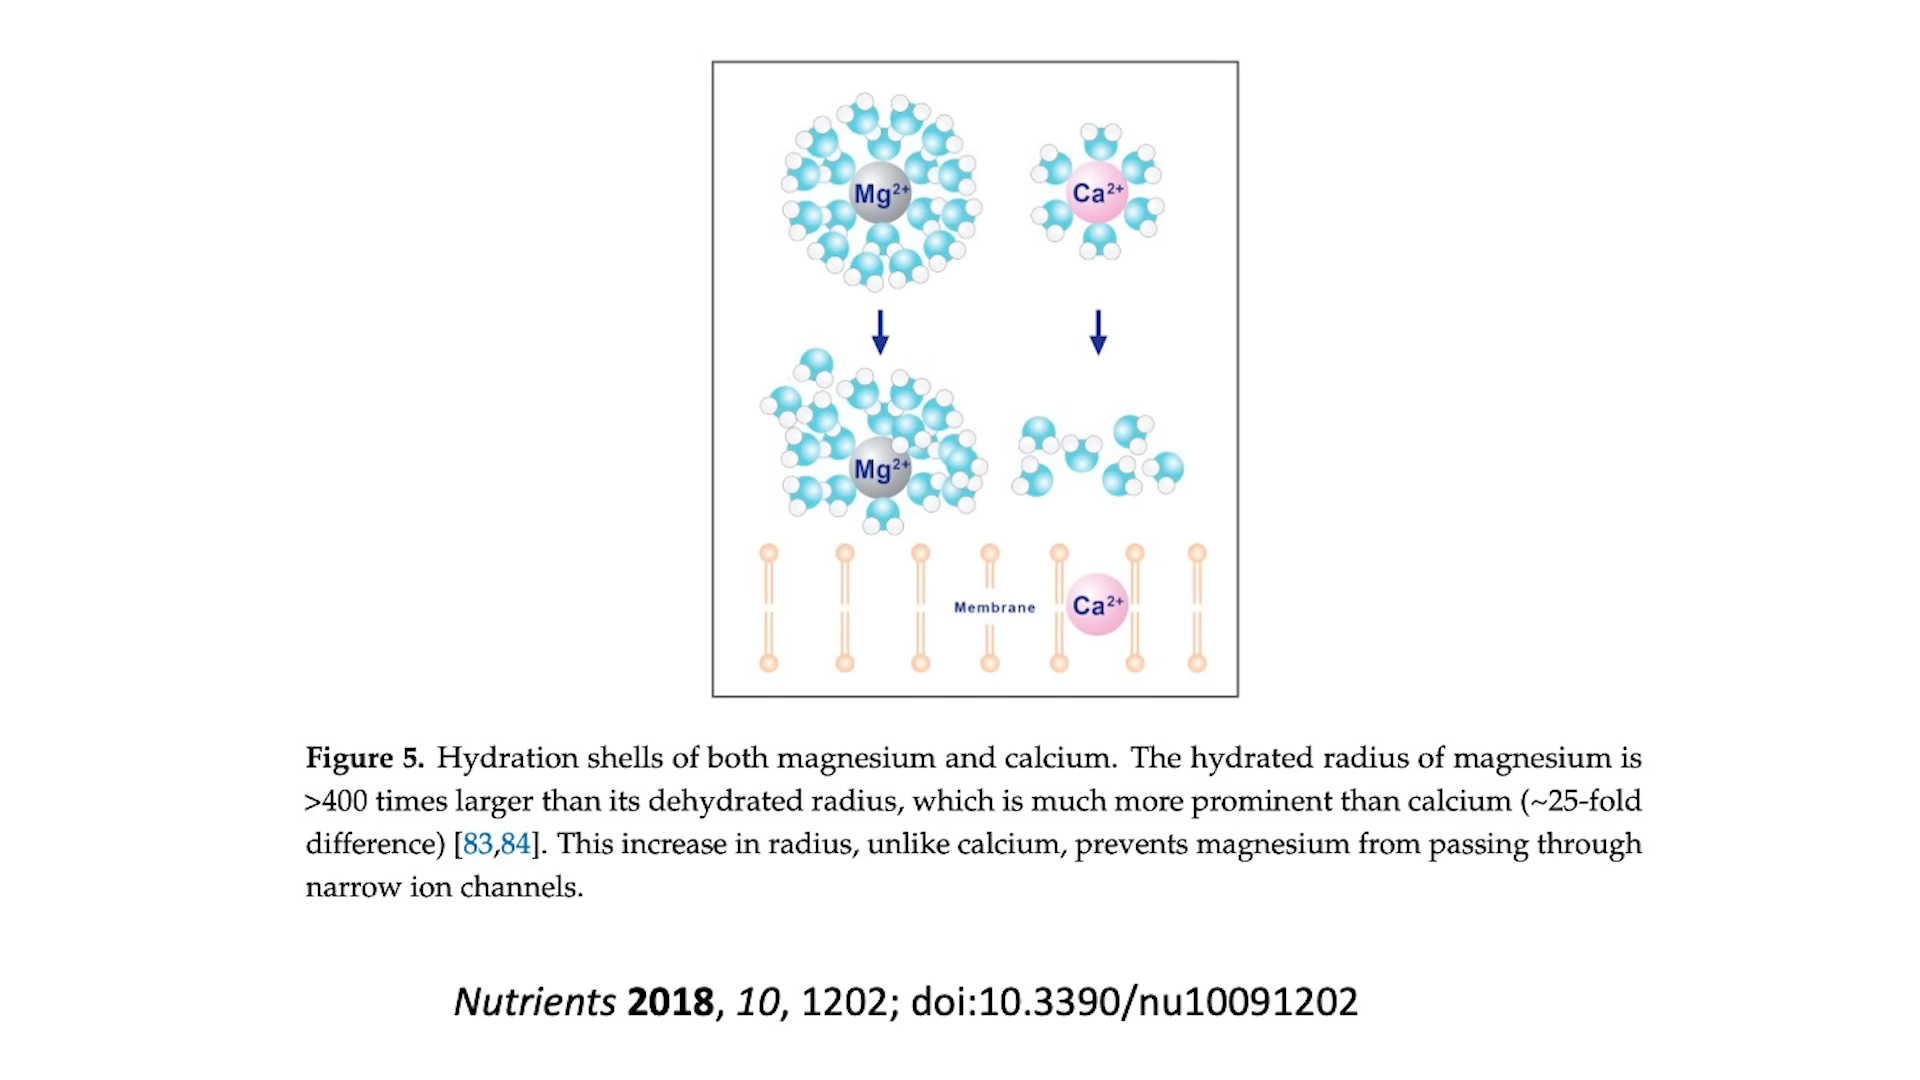 Mg²⁺ Ca²⁺
Mg²⁺
Membrane Ca²⁺
Figure 5. Hydration shells of both magnesium and calcium. The hydrated radius of magnesium is
>400 times larger than its dehydrated radius, which is much more prominent than calcium (~25-fold
difference) [83,84]. This increase in radius, unlike calcium, prevents magnesium from passing through
narrow ion channels.
Nutrients 2018, 10, 1202; doi:10.3390/nu10091202